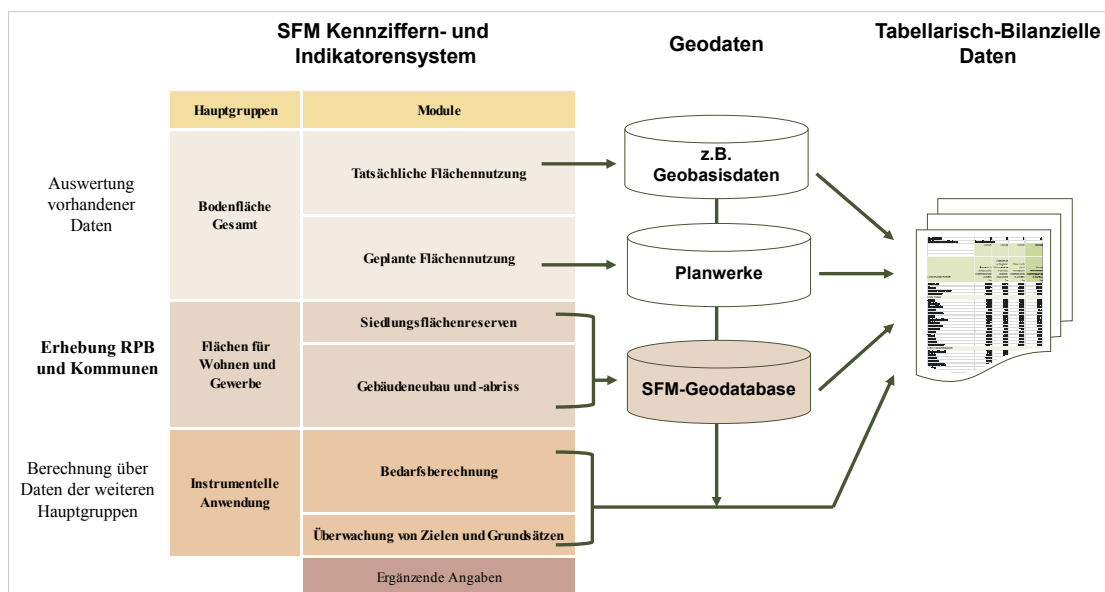 SFM Kennziffern- und
Indikatorensystem
Geodaten
Tabellarisch-Bilanzielle
Daten
Hauptgruppen
Module
Auswertung
vorhandener
Daten
Bodenfläche
Gesamt
Tatsächliche Flächennutzung
Geplante Flächennutzung
z.B.
Geobasisdaten
Planwerke
Erhebung RPB
und Kommunen
Flächen für
Wohnen und
Gewerbe
Siedlungsflächenreserven
Gebäudeneubau und -abriss
SFM-Geodatabase
Berechnung über
Daten der weiteren
Hauptgruppen
Instrumentelle
Anwendung
Bedarfsberechnung
Überwachung von Zielen und Grundsätzen
Ergänzende Angaben